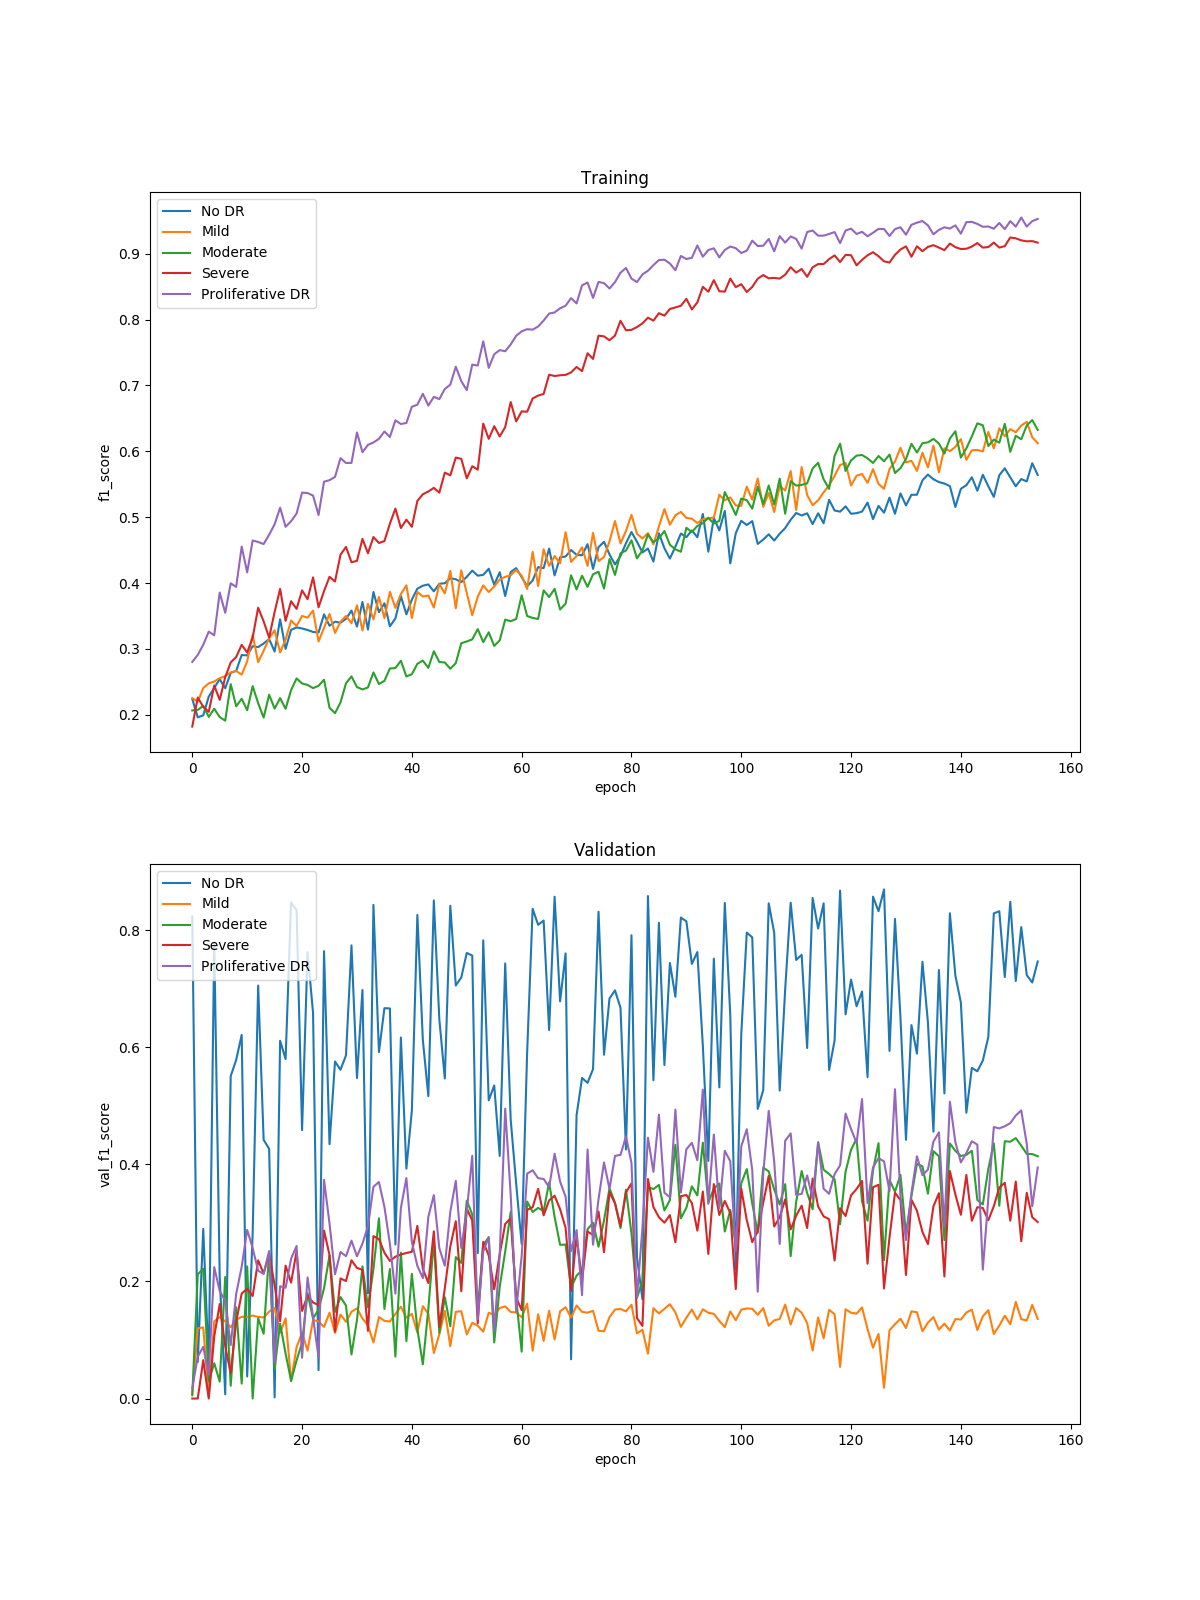 Training
No DR
Mild
Moderate
Severe
Proliferative DR
f1_score
0.9
0.8
0.7
0.6
0.5
0.4
0.3
0.2
0 20 40 60 80 100 120 140 160
epoch
Validation
No DR
Mild
Moderate
Severe
Proliferative DR
val_f1_score
0.8
0.6
0.4
0.2
0.0
0 20 40 60 80 100 120 140 160
epoch